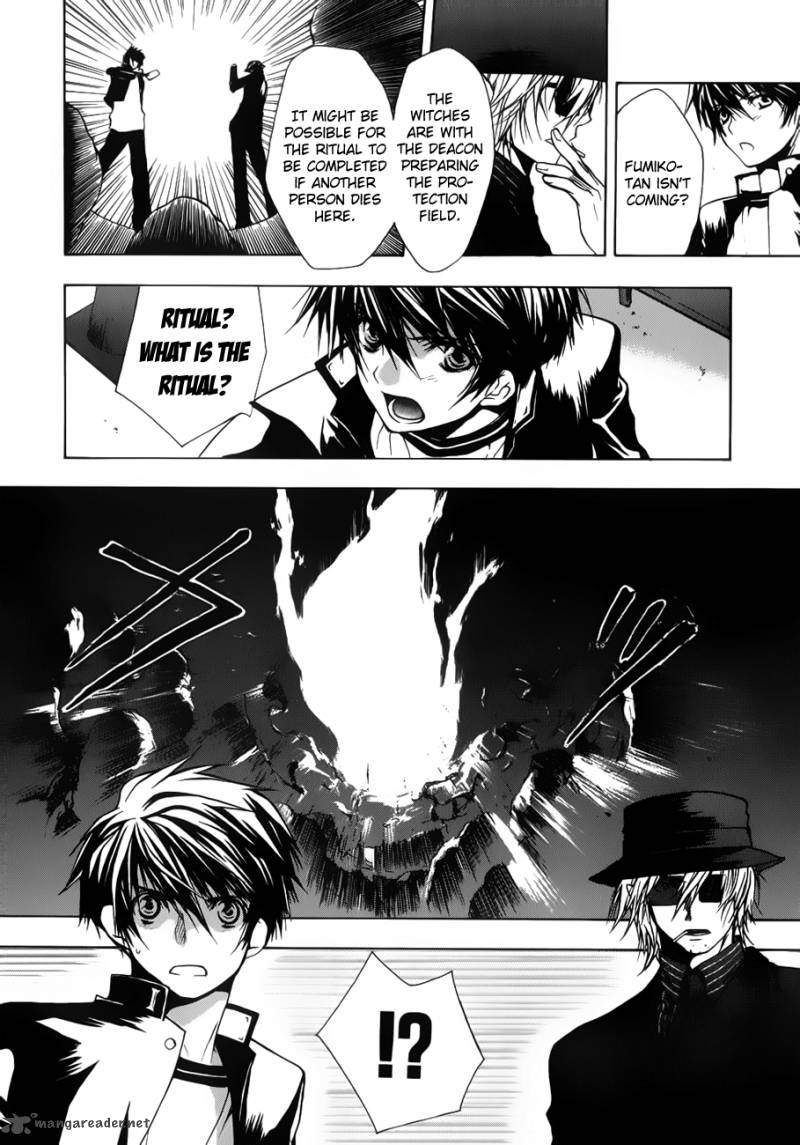 FUMIKO-
TAN ISN'T
COMING?
THE
WITCHES
ARE WITH
THE DEACON
PREPARING
THE PRO-
TECTION
FIELD.
IT MIGHT BE
POSSIBLE FOR
THE RITUAL TO
BE COMPLETED
IF ANOTHER
PERSON DIES
HERE.
RITUAL?
WHAT IS THE
RITUAL?
!?
mangareader.net